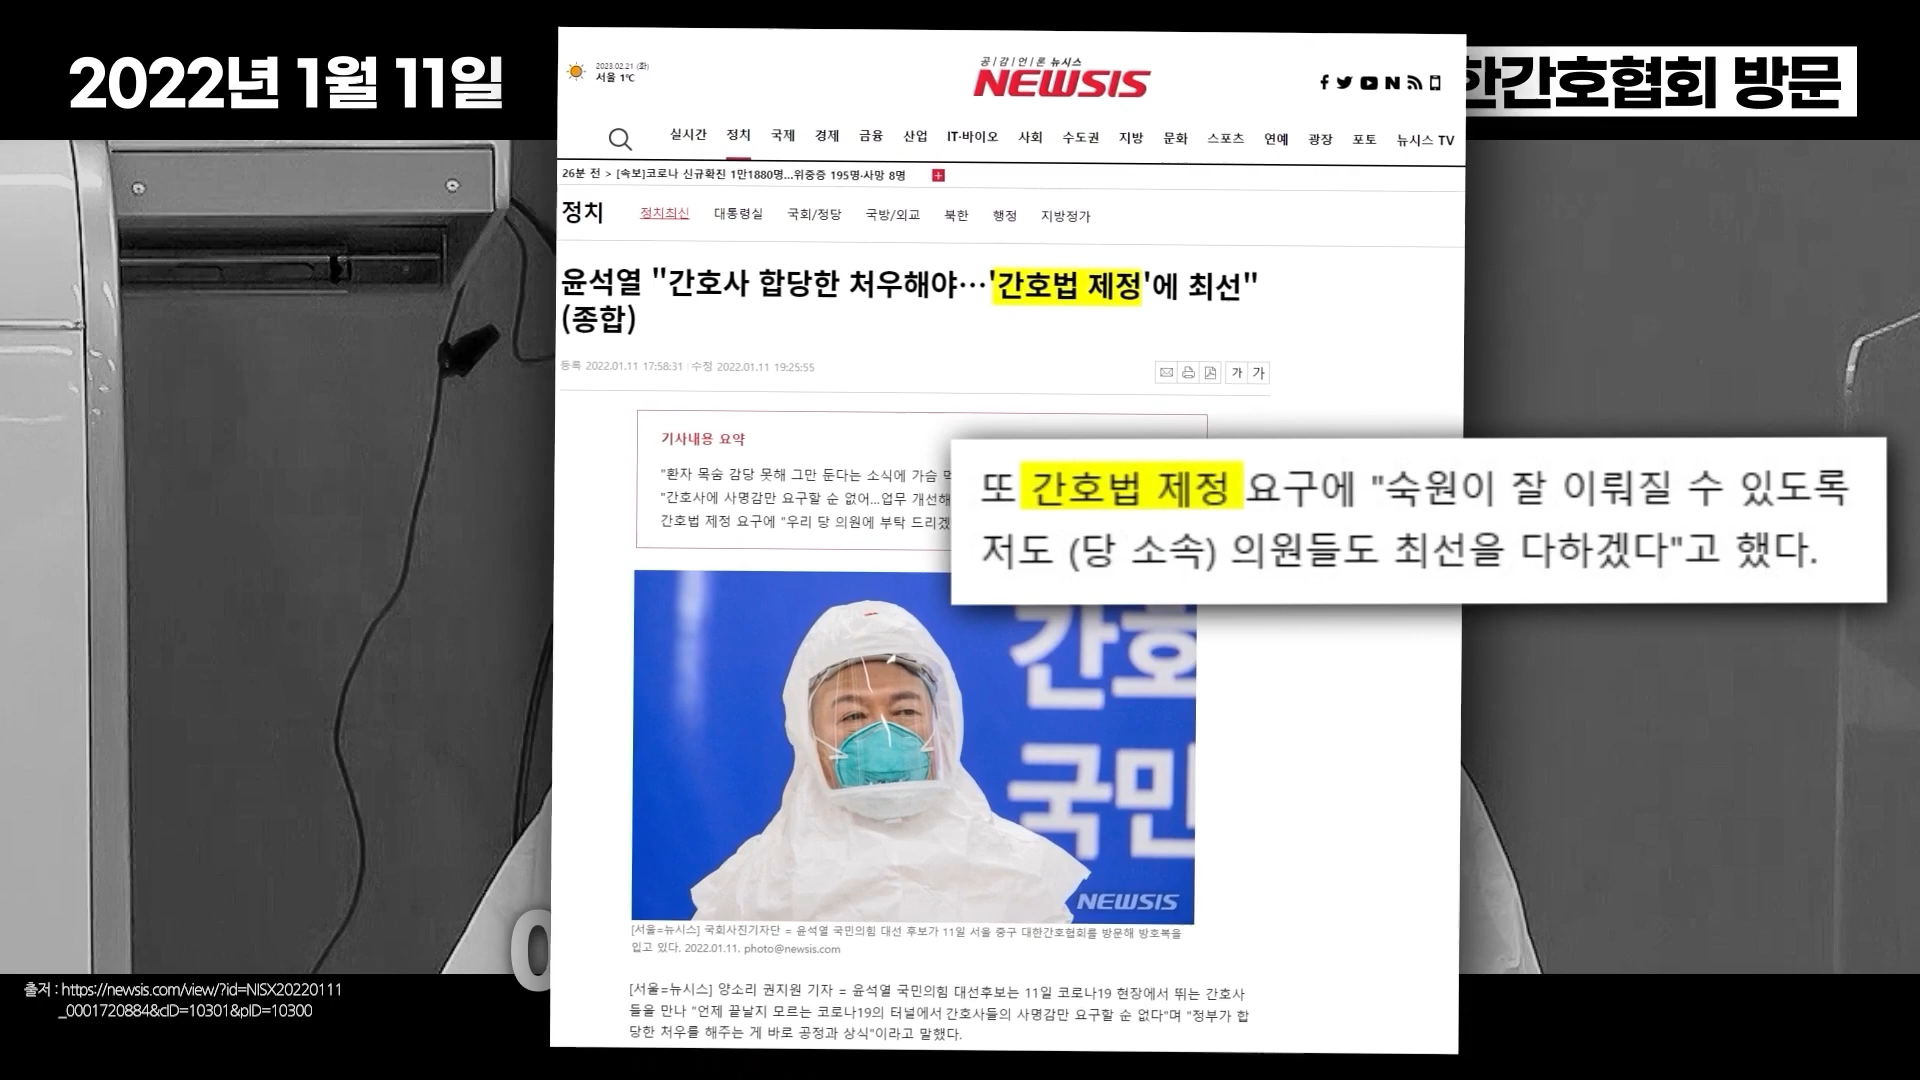 2022년 1월 11일
한간호협회 방문
2023.02.21 (화)
서울 1℃
공|감|언|론 뉴시스
NEWSIS
실시간 정치 국제 경제 금융 산업 IT·바이오 사회 수도권 지방 문화 스포츠 연예 광장 포토 뉴시스 TV
26분 전 > [속보]코로나 신규확진 1만1880명...위중증 195명·사망 8명
정치 정치최신 대통령실 국회/정당 국방/외교 북한 행정 지방정가
윤석열 "간호사 합당한 처우해야…'간호법 제정'에 최선"
(종합)
등록 2022.01.11 17:58:31 | 수정 2022.01.11 19:25:55
가 가
기사내용 요약
"환자 목숨 감당 못해 그만 둔다는 소식에 가슴
"간호사에 사명감만 요구할 순 없어...업무 개선해
간호법 제정 요구에 "우리 당 의원에 부탁 드리겠
또 간호법 제정 요구에 "숙원이 잘 이뤄질 수 있도록
저도 (당 소속) 의원들도 최선을 다하겠다"고 했다.
간호
국민
NEWSIS
[서울=뉴시스] 국회사진기자단 = 윤석열 국민의힘 대선 후보가 11일 서울 중구 대한간호협회를 방문해 방호복을
입고 있다. 2022.01.11. photo@newsis.com
[서울=뉴시스] 양소리 권지원 기자 = 윤석열 국민의힘 대선후보는 11일 코로나19 현장에서 뛰는 간호사
들을 만나 "언제 끝날지 모르는 코로나19의 터널에서 간호사들의 사명감만 요구할 순 없다"며 "정부가 합
당한 처우를 해주는 게 바로 공정과 상식"이라고 말했다.
출저 : https://newsis.com/view/?id=NISX20220111
_0001720884&cID=10301&pID=10300